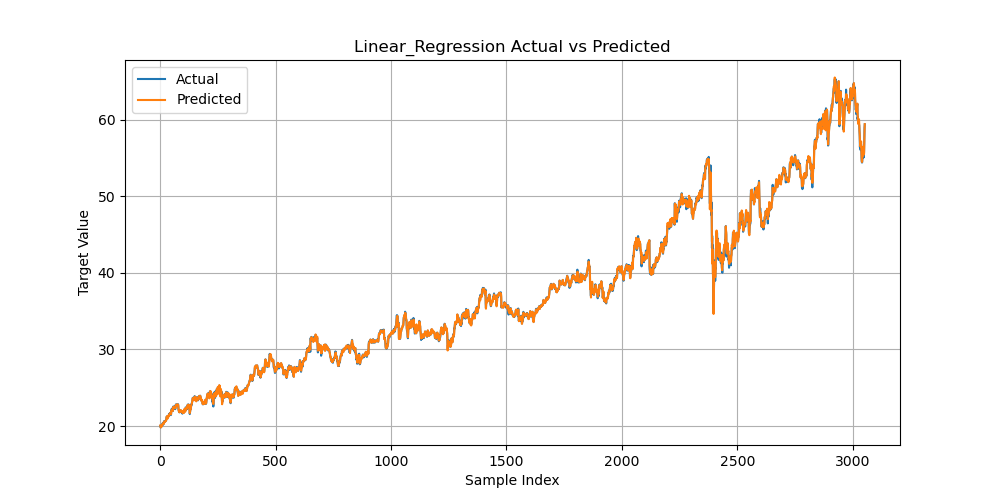 Linear_Regression Actual vs Predicted
Actual
Predicted
60
50
40
30
20
Target Value
0 500 1000 1500 2000 2500 3000
Sample Index